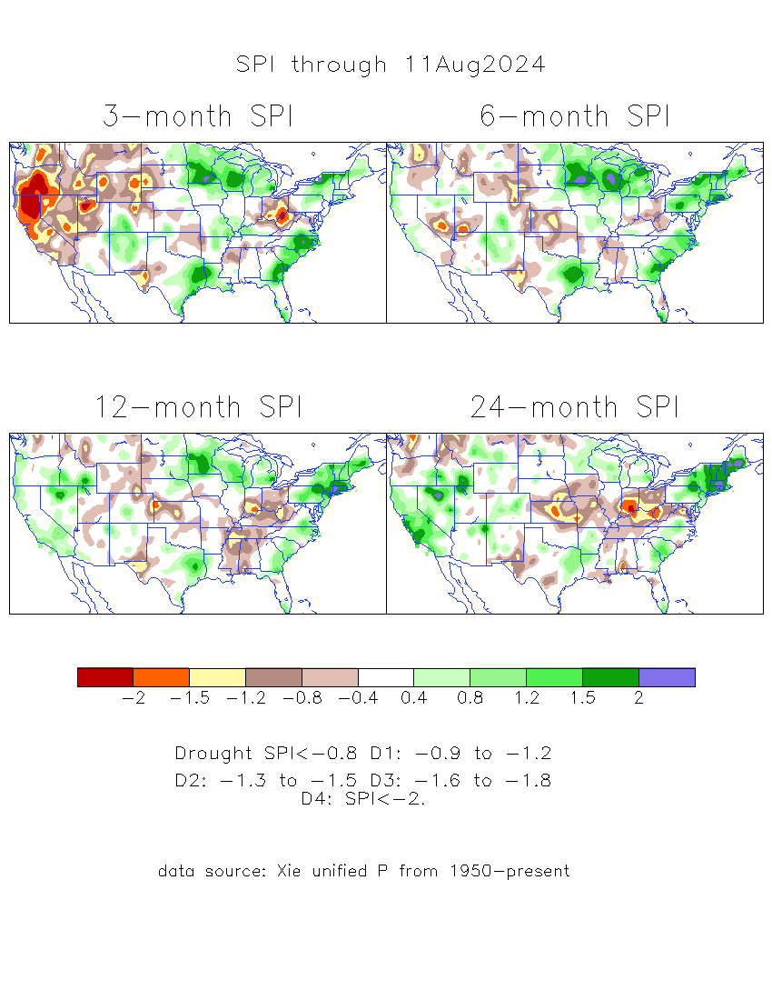 SPI through 11Aug2024
3-month SPI
6-month SPI
12-month SPI
24-month SPI
-2 -1.5 -1.2 -0.8 -0.4 0.4 0.8 1.2 1.5 2
Drought SPI<-0.8 D1: -0.9 to -1.2
D2: -1.3 to -1.5 D3: -1.6 to -1.8
D4: SPI<-2.
data source: Xie unified P from 1950-present